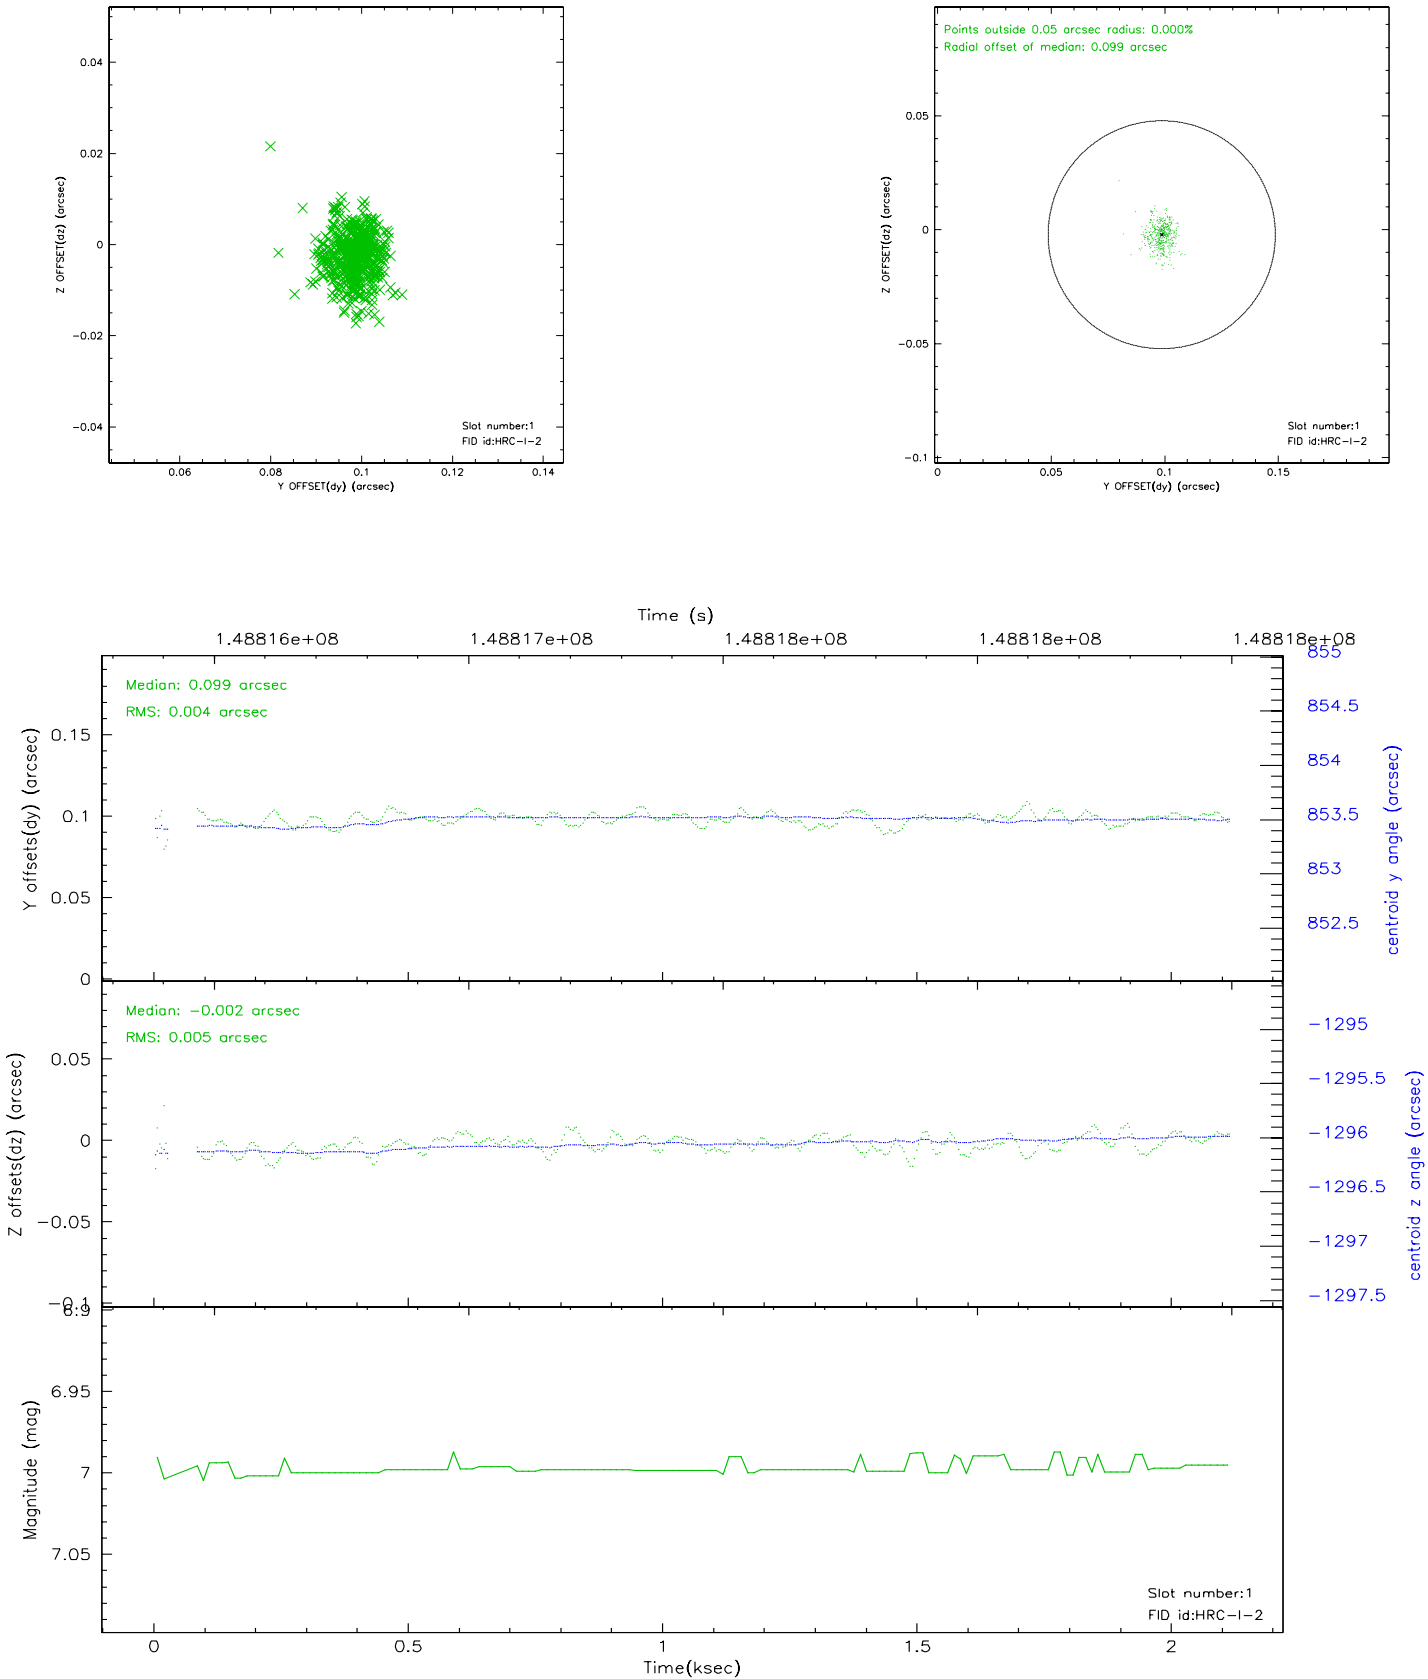 0.04
0.02
0
−0.02
−0.04
Z OFFSET(dz) (arcsec)
Slot number:1
FID id:HRC−I−2
0.06
0.08
0.1
0.12
0.14
Y OFFSET(dy) (arcsec)
Points outside 0.05 arcsec radius: 0.000%
Radial offset of median: 0.099 arcsec
0.05
0
−0.05
−0.1
Z OFFSET(dz) (arcsec)
Slot number:1
FID id:HRC−I−2
0
0.05
0.1
0.15
Y OFFSET(dy) (arcsec)
Time (s)
1.48816e+08
1.48817e+08
1.48818e+08
1.48818e+08
1.48818e+08
Median: 0.099 arcsec
RMS: 0.004 arcsec
0.15
0.1
0.05
0
Y offsets(dy) (arcsec)
855
854.5
854
853.5
853
852.5
centroid y angle (arcsec)
Median: −0.002 arcsec
RMS: 0.005 arcsec
0.05
0
−0.05
−0.1
Z offsets(dz) (arcsec)
−1295
−1295.5
−1296
−1296.5
−1297
−1297.5
centroid z angle (arcsec)
6.9
6.95
7
7.05
Magnitude (mag)
Slot number:1
FID id:HRC−I−2
0
0.5
1
1.5
2
Time(ksec)